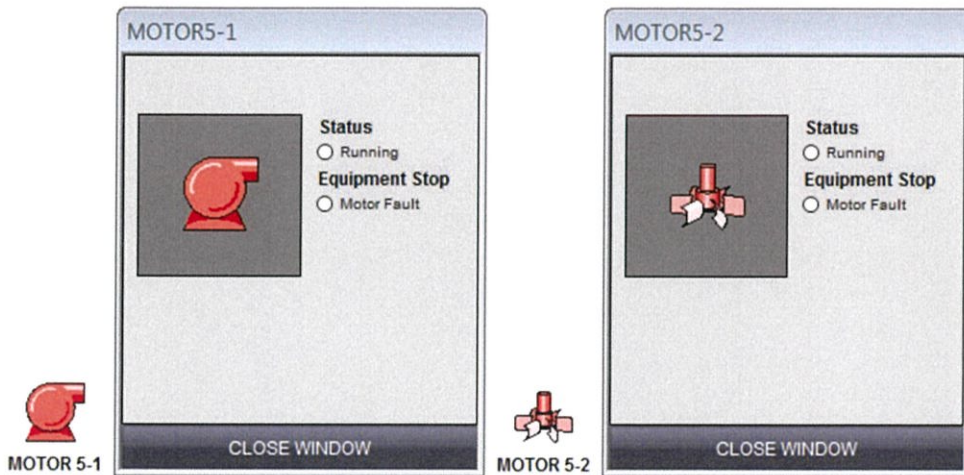 MOTOR5-1
Status
Running
Equipment Stop
Motor Fault
CLOSE WINDOW
MOTOR 5-1
MOTOR5-2
Status
Running
Equipment Stop
Motor Fault
CLOSE WINDOW
MOTOR 5-2